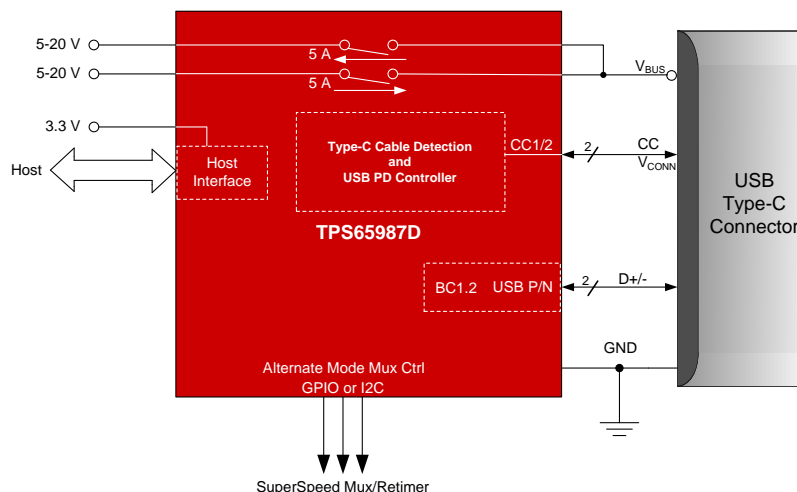 5-20 V
5 A
5-20 V
5 A
VBUS
3.3 V
Host
Host
Interface
Type-C Cable Detection
and
USB PD Controller
CC1/2
2
CC
VCONN
USB
Type-C
Connector
TPS65987D
BC1.2 USB P/N
2
D+/-
GND
Alternate Mode Mux Ctrl
GPIO or I2C
SuperSpeed Mux/Retimer